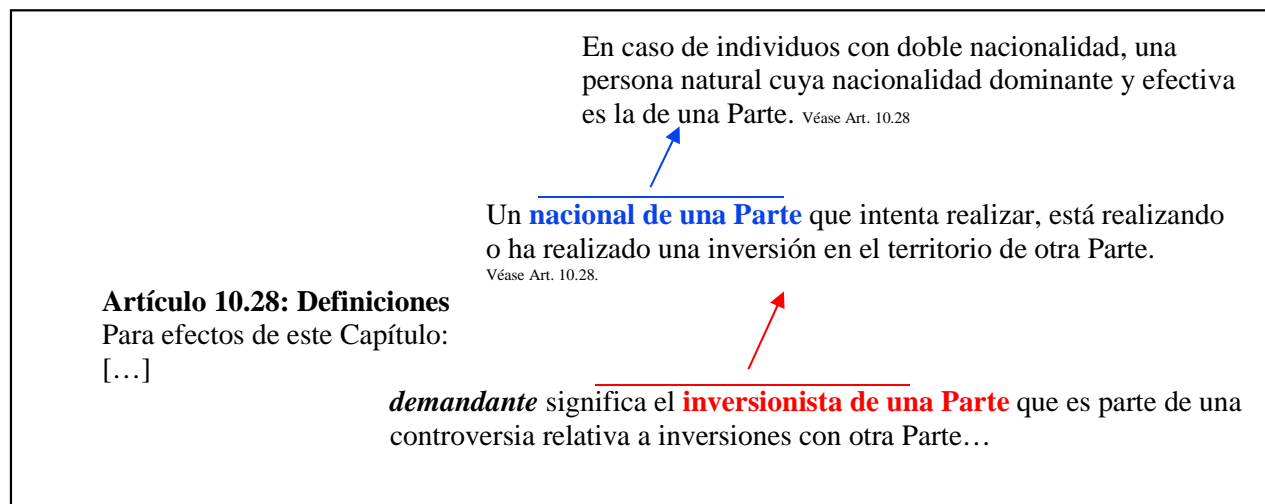 En caso de individuos con doble nacionalidad, una
persona natural cuya nacionalidad dominante y efectiva
es la de una Parte. Véase Art. 10.28
Un nacional de una Parte que intenta realizar, está realizando
o ha realizado una inversión en el territorio de otra Parte.
Véase Art. 10.28.
Artículo 10.28: Definiciones
Para efectos de este Capítulo:
[…]
demandante significa el inversionista de una Parte que es parte de una
controversia relativa a inversiones con otra Parte…